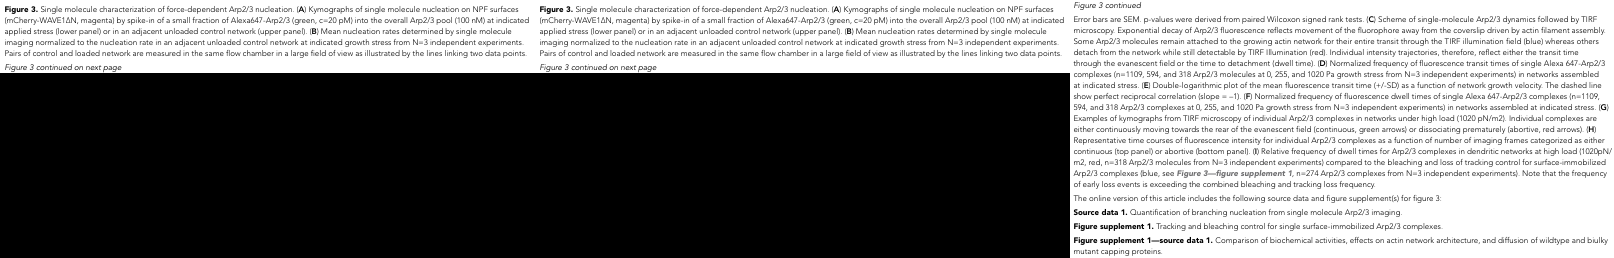 Figure 3. Single molecule characterization of force-dependent Arp2/3 nucleation. (A) Kymographs of single molecule nucleation on NPF surfaces
(mCherry-WAVE1ΔN, magenta) by spike-in of a small fraction of Alexa647-Arp2/3 (green, c=20 pM) into the overall Arp2/3 pool (100 nM) at indicated
applied stress (lower panel) or in an adjacent unloaded control network (upper panel). (B) Mean nucleation rates determined by single molecule
imaging normalized to the nucleation rate in an adjacent unloaded control network at indicated growth stress from N=3 independent experiments.
Pairs of control and loaded network are measured in the same flow chamber in a large field of view as illustrated by the lines linking two data points.
Figure 3 continued on next page
Figure 3. Single molecule characterization of force-dependent Arp2/3 nucleation. (A) Kymographs of single molecule nucleation on NPF surfaces
(mCherry-WAVE1ΔN, magenta) by spike-in of a small fraction of Alexa647-Arp2/3 (green, c=20 pM) into the overall Arp2/3 pool (100 nM) at indicated
applied stress (lower panel) or in an adjacent unloaded control network (upper panel). (B) Mean nucleation rates determined by single molecule
imaging normalized to the nucleation rate in an adjacent unloaded control network at indicated growth stress from N=3 independent experiments.
Pairs of control and loaded network are measured in the same flow chamber in a large field of view as illustrated by the lines linking two data points.
Figure 3 continued on next page
Figure 3 continued
Error bars are SEM. p-values were derived from paired Wilcoxon signed rank tests. (C) Scheme of single-molecule Arp2/3 dynamics followed by TIRF
microscopy. Exponential decay of Arp2/3 fluorescence reflects movement of the fluorophore away from the coverslip driven by actin filament assembly.
Some Arp2/3 molecules remain attached to the growing actin network for their entire transit through the TIRF illumination field (blue) whereas others
detach from the network while still detectable by TIRF Illumination (red). Individual intensity trajectories, therefore, reflect either the transit time
through the evanescent field or the time to detachment (dwell time). (D) Normalized frequency of fluorescence transit times of single Alexa 647-Arp2/3
complexes (n=1109, 594, and 318 Arp2/3 molecules at 0, 255, and 1020 Pa growth stress from N=3 independent experiments) in networks assembled
at indicated stress. (E) Double-logarithmic plot of the mean fluorescence transit time (+/-SD) as a function of network growth velocity. The dashed line
show perfect reciprocal correlation (slope = –1). (F) Normalized frequency of fluorescence dwell times of single Alexa 647-Arp2/3 complexes (n=1109,
594, and 318 Arp2/3 complexes at 0, 255, and 1020 Pa growth stress from N=3 independent experiments) in networks assembled at indicated stress. (G)
Examples of kymographs from TIRF microscopy of individual Arp2/3 complexes in networks under high load (1020 pN/m2). Individual complexes are
either continuously moving towards the rear of the evanescent field (continuous, green arrows) or dissociating prematurely (abortive, red arrows). (H)
Representative time courses of fluorescence intensity for individual Arp2/3 complexes as a function of number of imaging frames categorized as either
continuous (top panel) or abortive (bottom panel). (I) Relative frequency of dwell times for Arp2/3 complexes in dendritic networks at high load (1020pN/
m2, red, n=318 Arp2/3 molecules from N=3 independent experiments) compared to the bleaching and loss of tracking control for surface-immobilized
Arp2/3 complexes (blue, see Figure 3—figure supplement 1, n=274 Arp2/3 complexes from N=3 independent experiments). Note that the frequency
of early loss events is exceeding the combined bleaching and tracking loss frequency.
The online version of this article includes the following source data and figure supplement(s) for figure 3:
Source data 1. Quantification of branching nucleation from single molecule Arp2/3 imaging.
Figure supplement 1. Tracking and bleaching control for single surface-immobilized Arp2/3 complexes.
Figure supplement 1—source data 1. Comparison of biochemical activities, effects on actin network architecture, and diffusion of wildtype and biulky
mutant capping proteins.